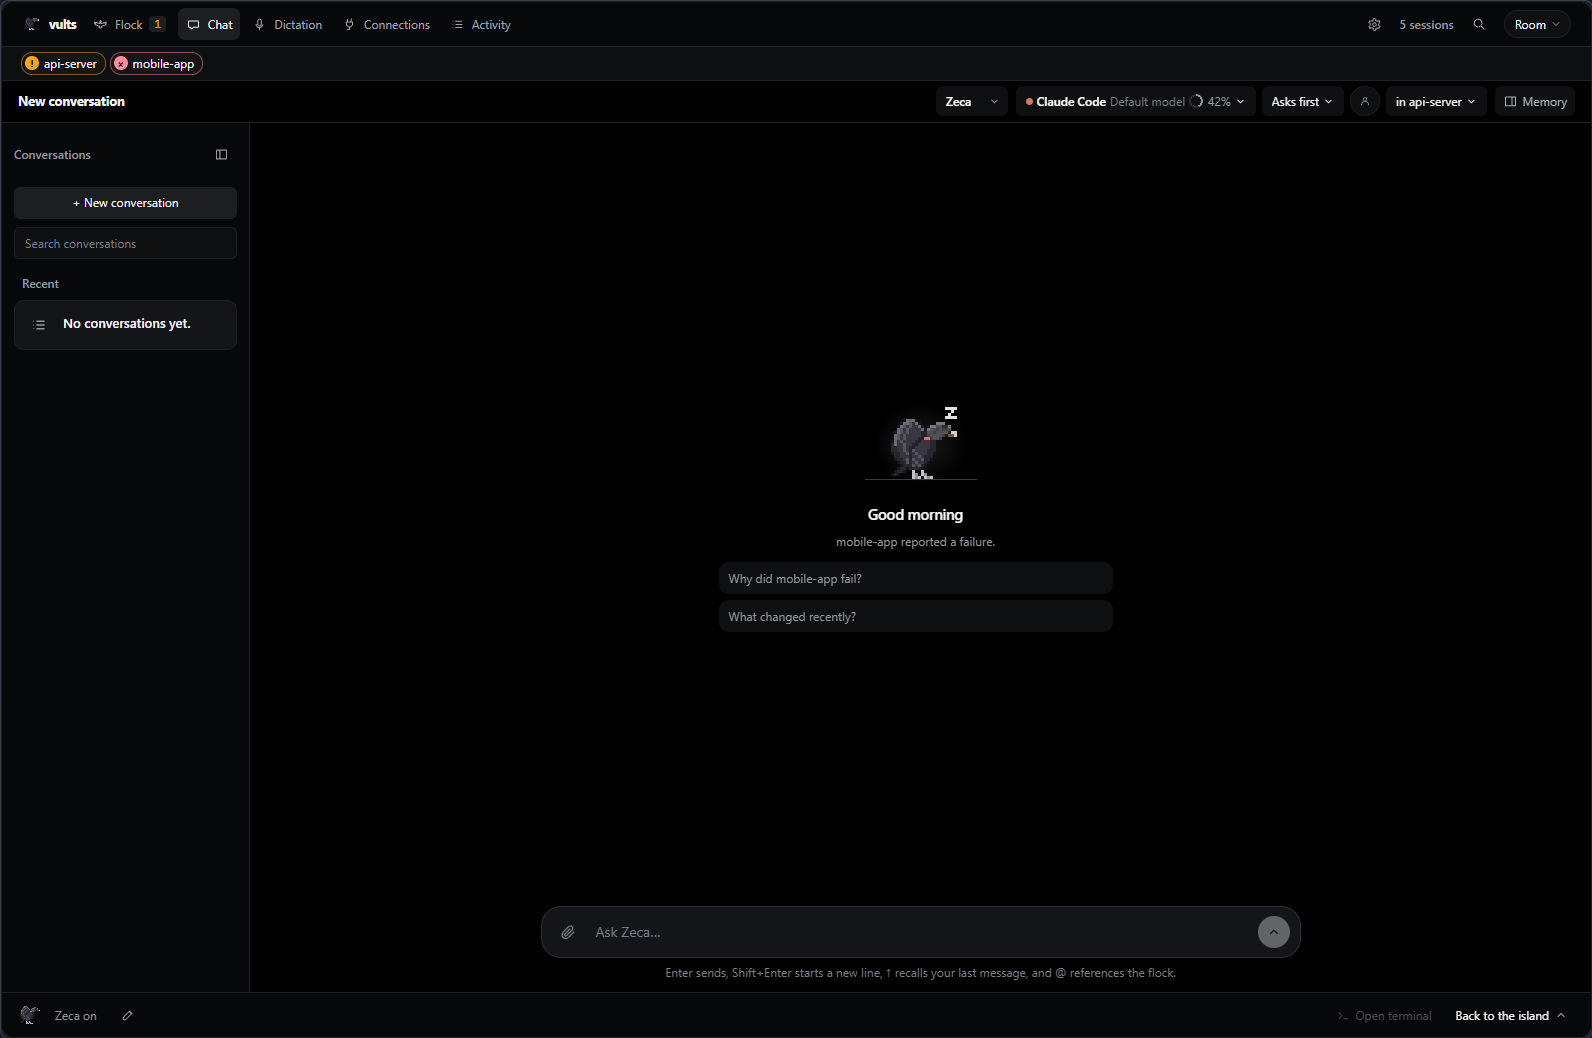 vults Flock 1 Chat Dictation Connections Activity 5 sessions Room
! api-server × mobile-app
New conversation Zeca Claude Code Default model 42% Asks first in api-server Memory
Conversations
+ New conversation
Search conversations
Recent
No conversations yet.
Z
Good morning
mobile-app reported a failure.
Why did mobile-app fail?
What changed recently?
Ask Zeca...
Enter sends, Shift+Enter starts a new line, ↑ recalls your last message, and @ references the flock.
Zeca on Open terminal Back to the island